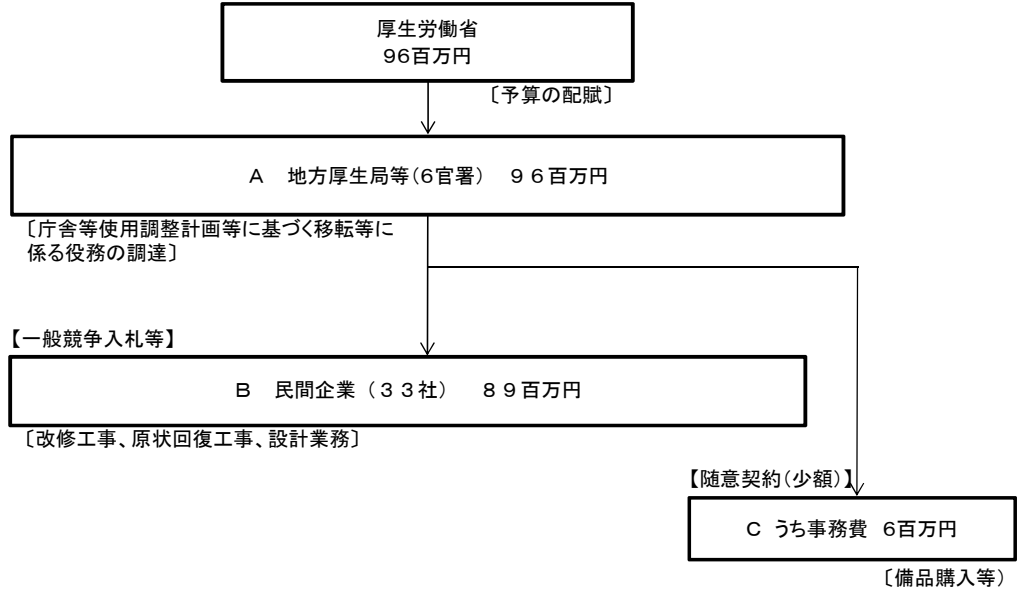 厚生労働省
96百万円
〔予算の配賦〕
A　地方厚生局等(6官署)　96百万円
〔庁舎等使用調整計画等に基づく移転等に
係る役務の調達〕
【一般競争入札等】
B　民間企業（33社）　89百万円
〔改修工事、原状回復工事、設計業務〕
【随意契約(少額)】
C　うち事務費　6百万円
〔備品購入等）